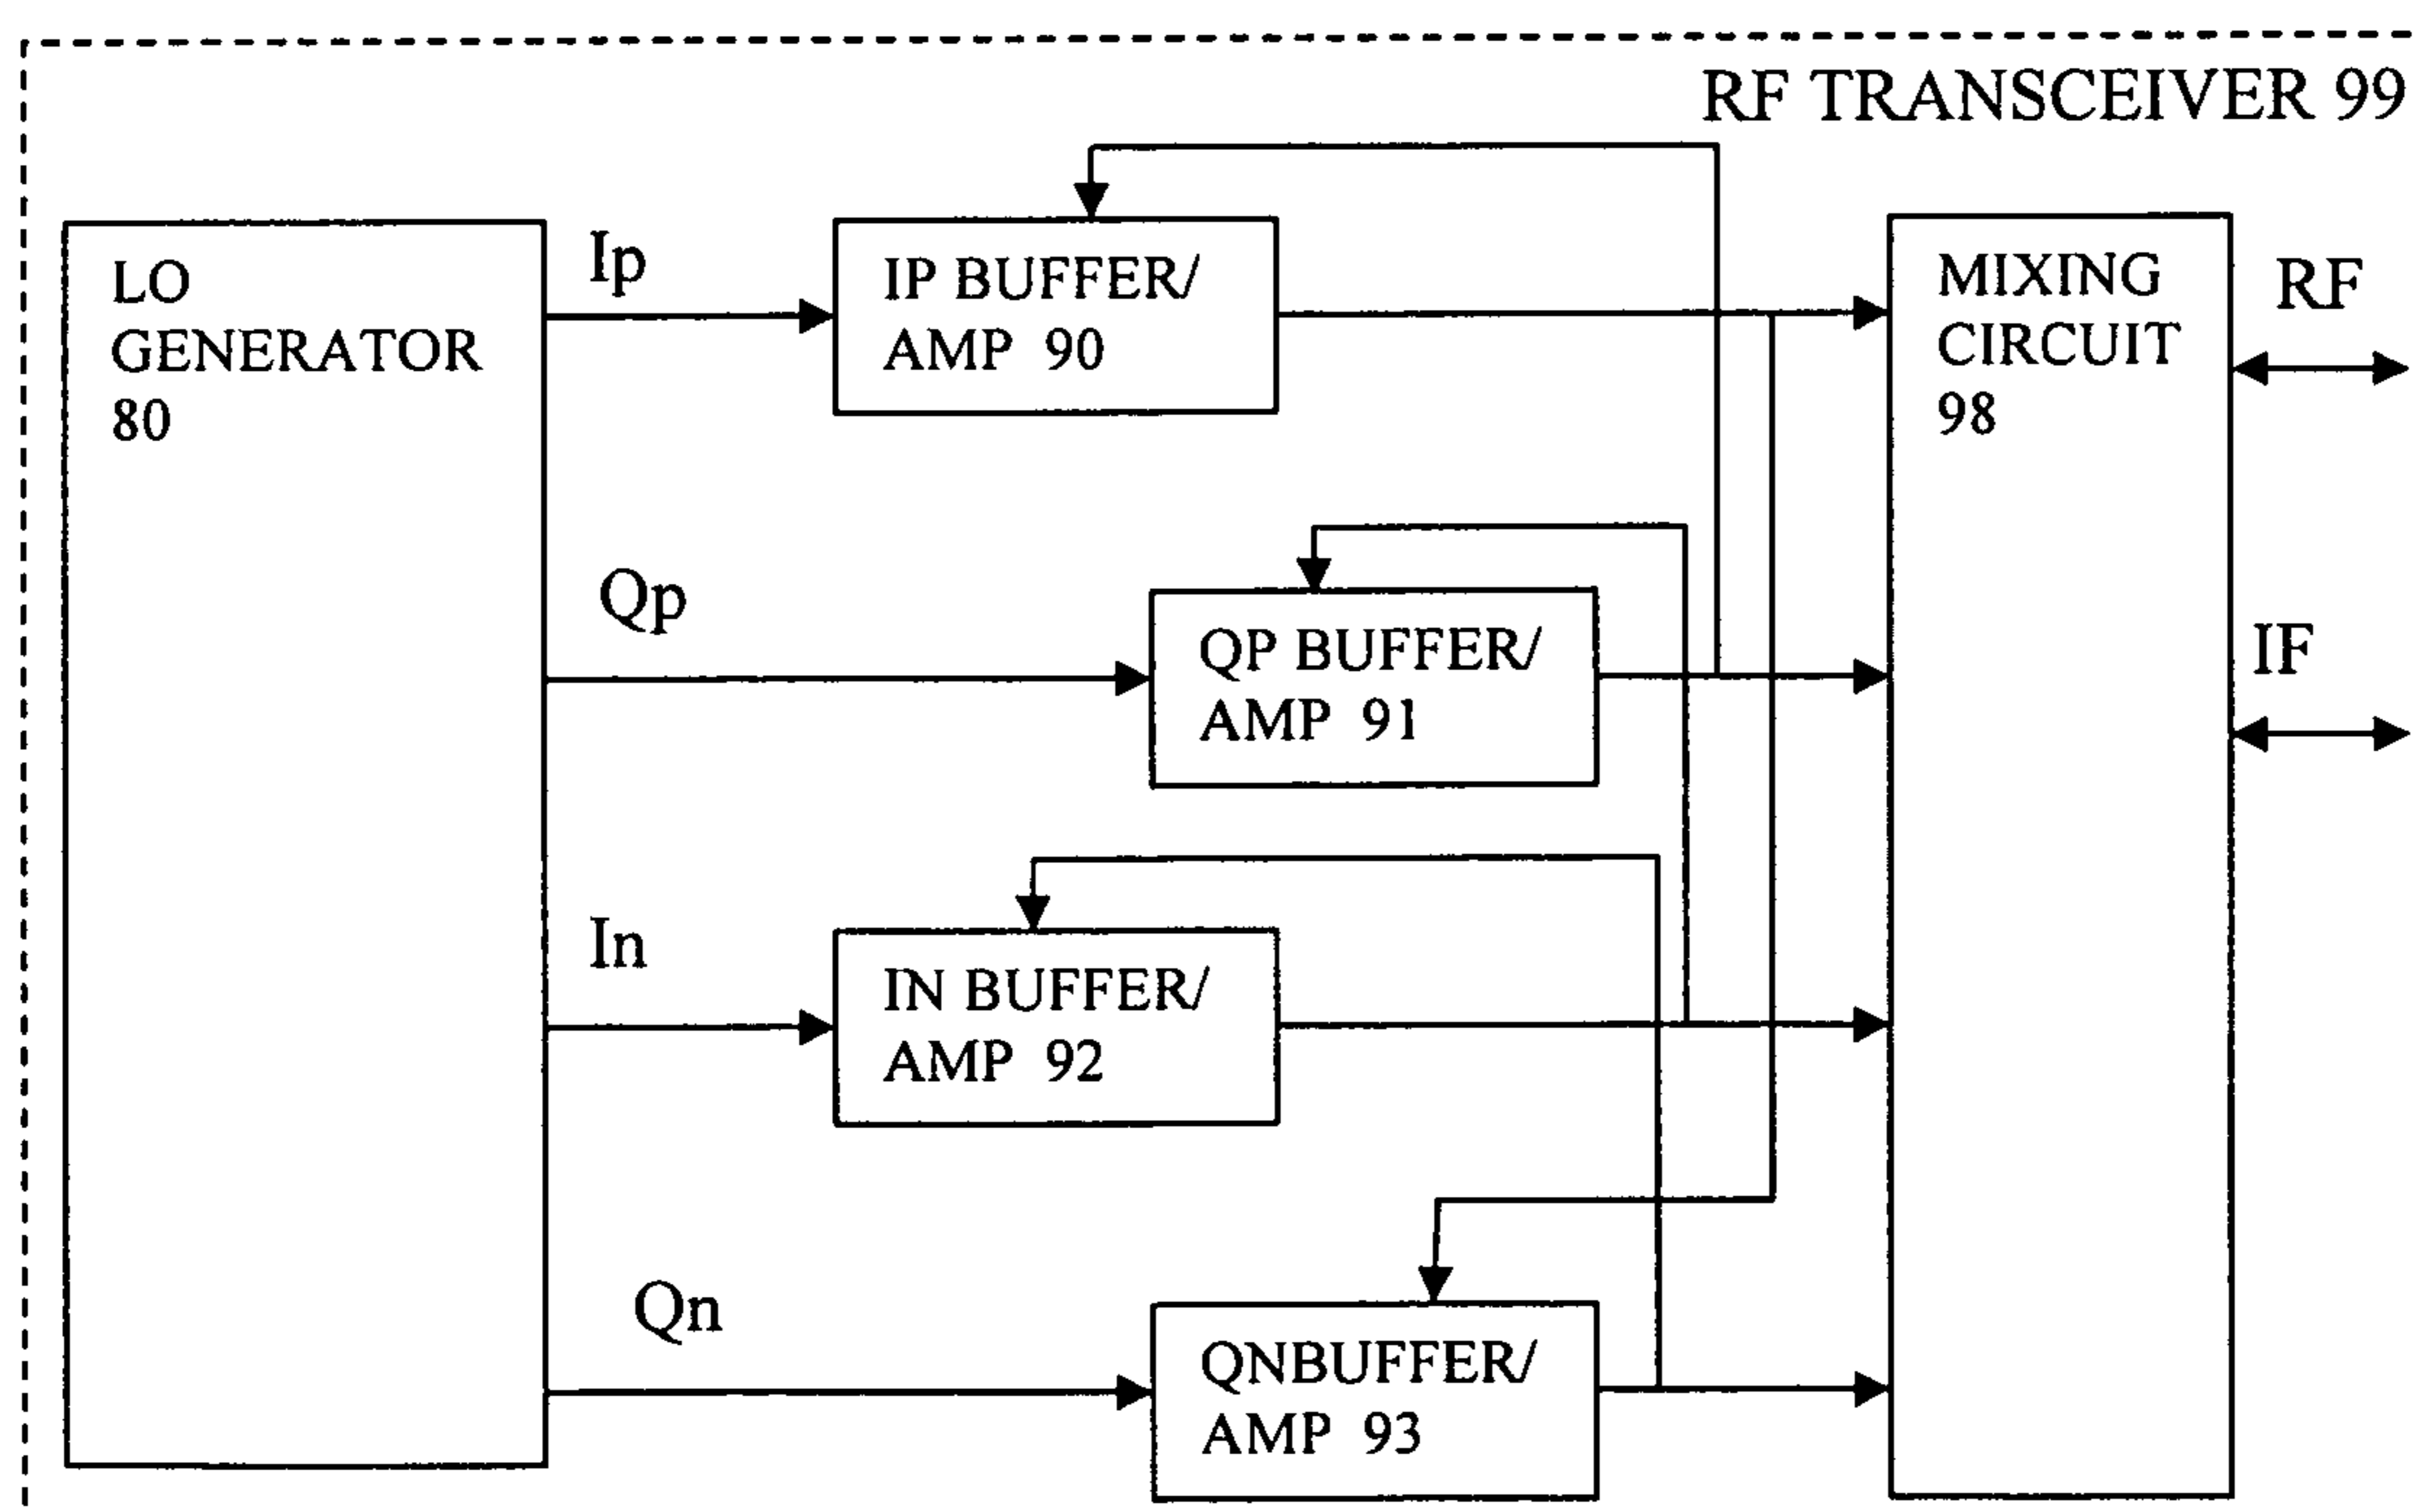 RF TRANSCEIVER 99
LO
GENERATOR
80
Ip
IP BUFFER/
AMP 90
MIXING
CIRCUIT
98
RF
Qp
QP BUFFER/
AMP 91
IF
In
IN BUFFER/
AMP 92
Qn
QNBUFFER/
AMP 93